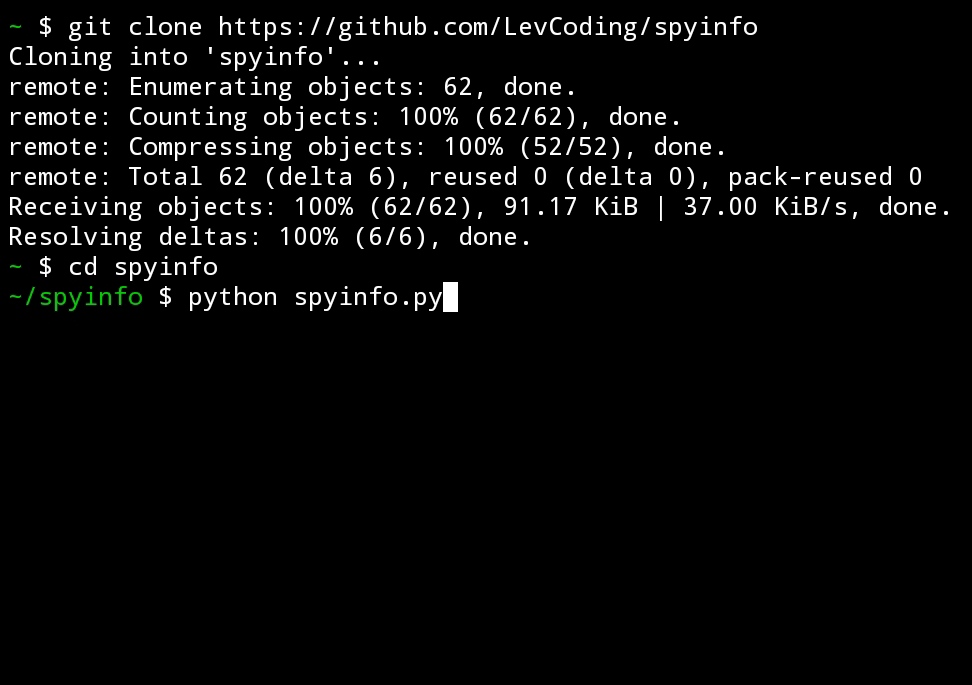 ~ $ git clone https://github.com/LevCoding/spyinfo
Cloning into 'spyinfo'...
remote: Enumerating objects: 62, done.
remote: Counting objects: 100% (62/62), done.
remote: Compressing objects: 100% (52/52), done.
remote: Total 62 (delta 6), reused 0 (delta 0), pack-reused 0
Receiving objects: 100% (62/62), 91.17 KiB | 37.00 KiB/s, done.
Resolving deltas: 100% (6/6), done.
~ $ cd spyinfo
~/spyinfo $ python spyinfo.py